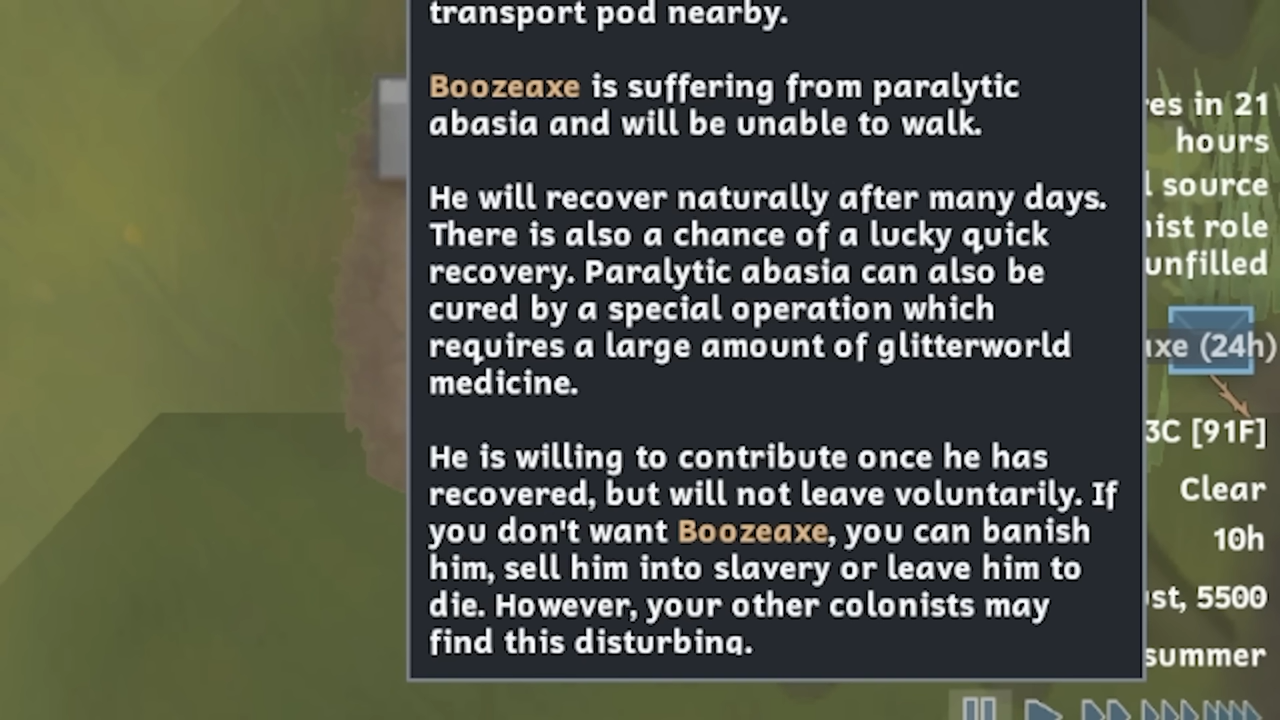 transport pod nearby.
Boozeaxe is suffering from paralytic
abasia and will be unable to walk.
He will recover naturally after many days.
There is also a chance of a lucky quick
recovery. Paralytic abasia can also be
cured by a special operation which
requires a large amount of glitterworld
medicine.
He is willing to contribute once he has
recovered, but will not leave voluntarily. If
you don't want Boozeaxe, you can banish
him, sell him into slavery or leave him to
die. However, your other colonists may
find this disturbing.
in 21
hours
source
role
unfilled
(24h)
3C [91F]
Clear
10h
5500
summer